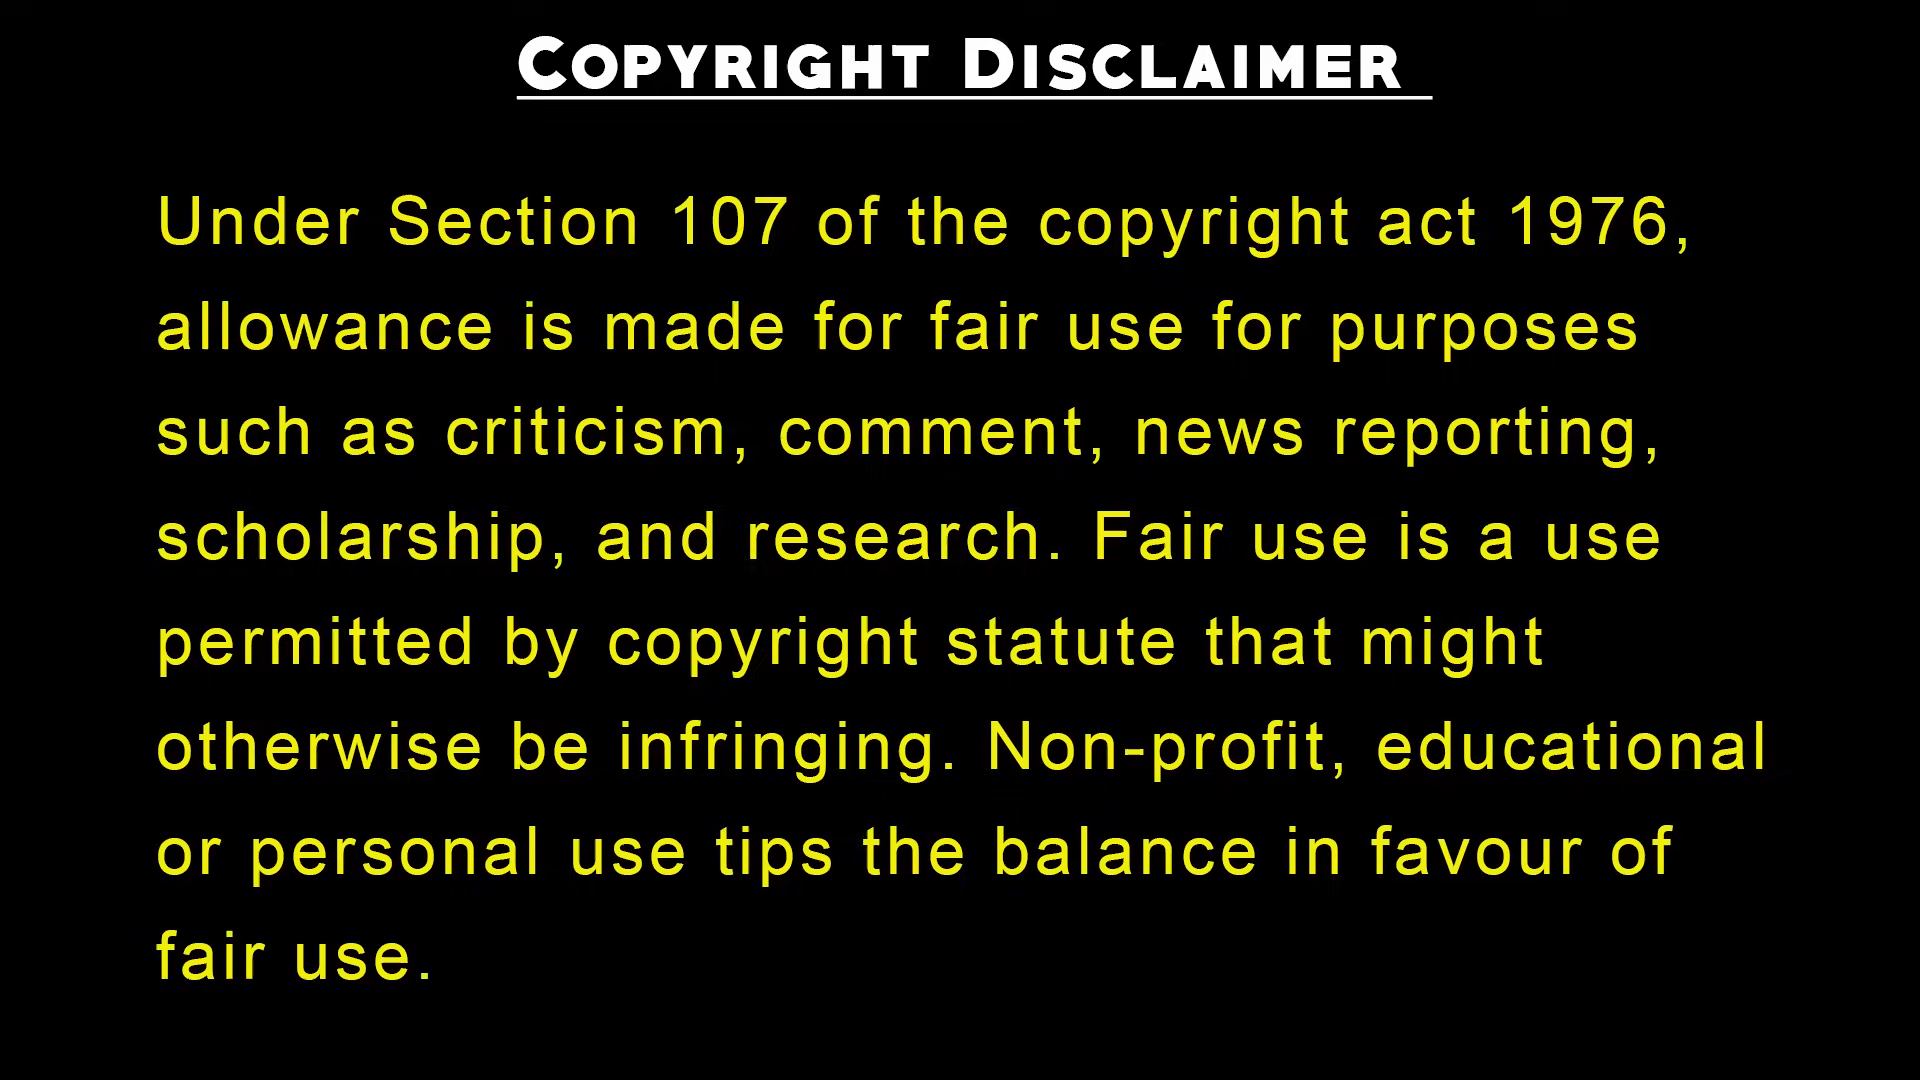 Copyright Disclaimer
Under Section 107 of the copyright act 1976,
allowance is made for fair use for purposes
such as criticism, comment, news reporting,
scholarship, and research. Fair use is a use
permitted by copyright statute that might
otherwise be infringing. Non-profit, educational
or personal use tips the balance in favour of
fair use.